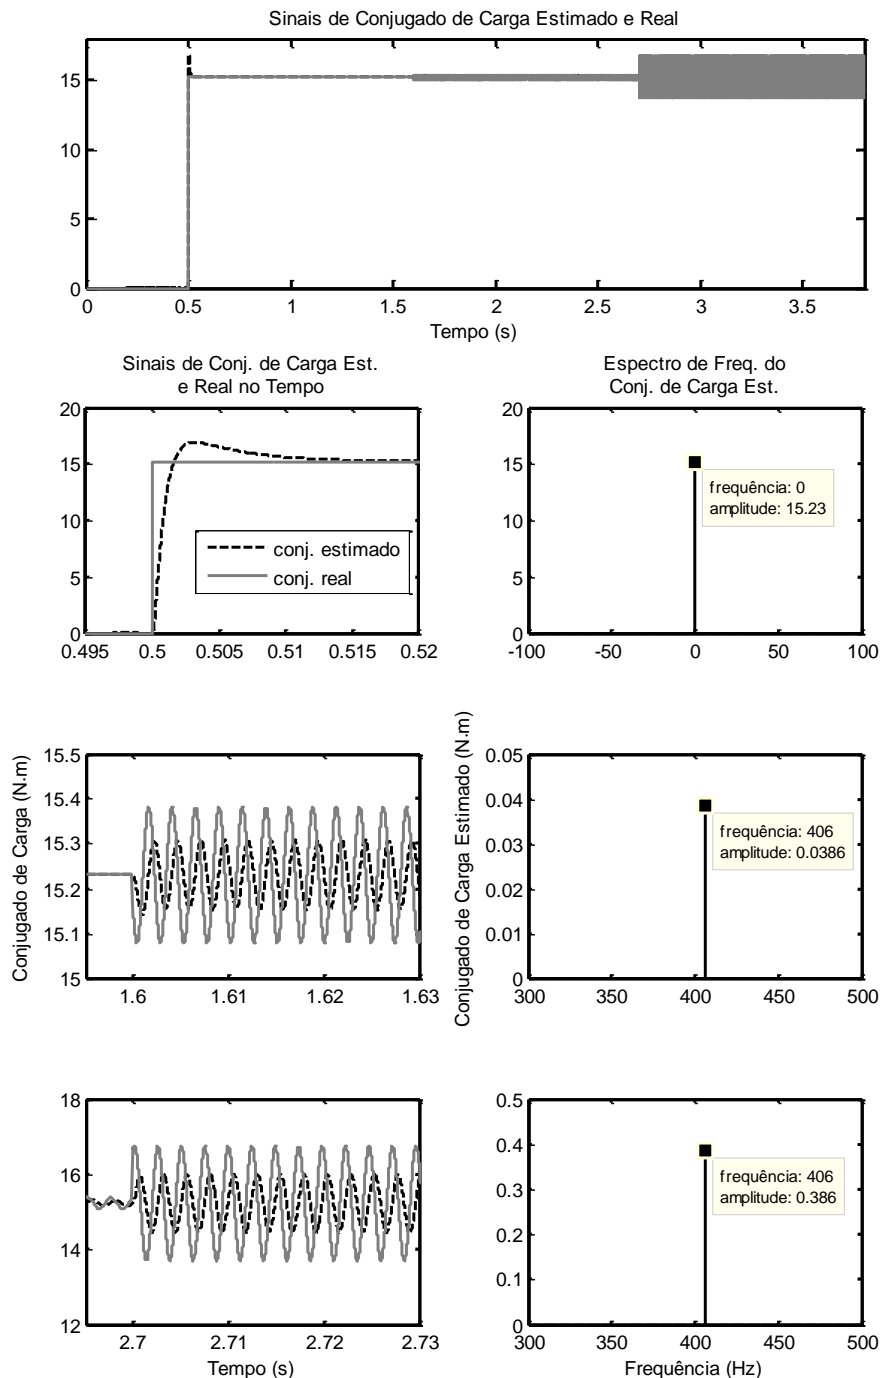 Sinais de Conjugado de Carga Estimado e Real
15
10
5
0
0 0.5 1 1.5 2 2.5 3 3.5
Tempo (s)
Sinais de Conj. de Carga Est.
e Real no Tempo
20
15
10
5
0
conj. estimado
conj. real
0.495 0.5 0.505 0.51 0.515 0.52
Espectro de Freq. do
Conj. de Carga Est.
20
15
10
5
0
frequência: 0
amplitude: 15.23
-100 -50 0 50 100
Conjugado de Carga (N.m)
15.5
15.4
15.3
15.2
15.1
15
1.6 1.61 1.62 1.63
Conjugado de Carga Estimado (N.m)
0.05
0.04
0.03
0.02
0.01
0
frequência: 406
amplitude: 0.0386
300 350 400 450 500
18
16
14
12
2.7 2.71 2.72 2.73
Tempo (s)
0.5
0.4
0.3
0.2
0.1
0
frequência: 406
amplitude: 0.386
300 350 400 450 500
Frequência (Hz)